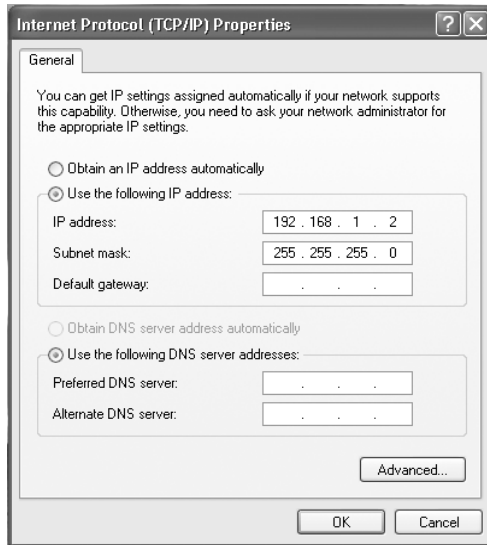 Internet Protocol (TCP/IP) Properties
General
You can get IP settings assigned automatically if your network supports
this capability. Otherwise, you need to ask your network administrator for
the appropriate IP settings.
Obtain an IP address automatically
Use the following IP address:
IP address: 192 . 168 . 1 . 2
Subnet mask: 255 . 255 . 255 . 0
Default gateway: . . .
Obtain DNS server address automatically
Use the following DNS server addresses:
Preferred DNS server: . . .
Alternate DNS server: . . .
Advanced...
OK Cancel